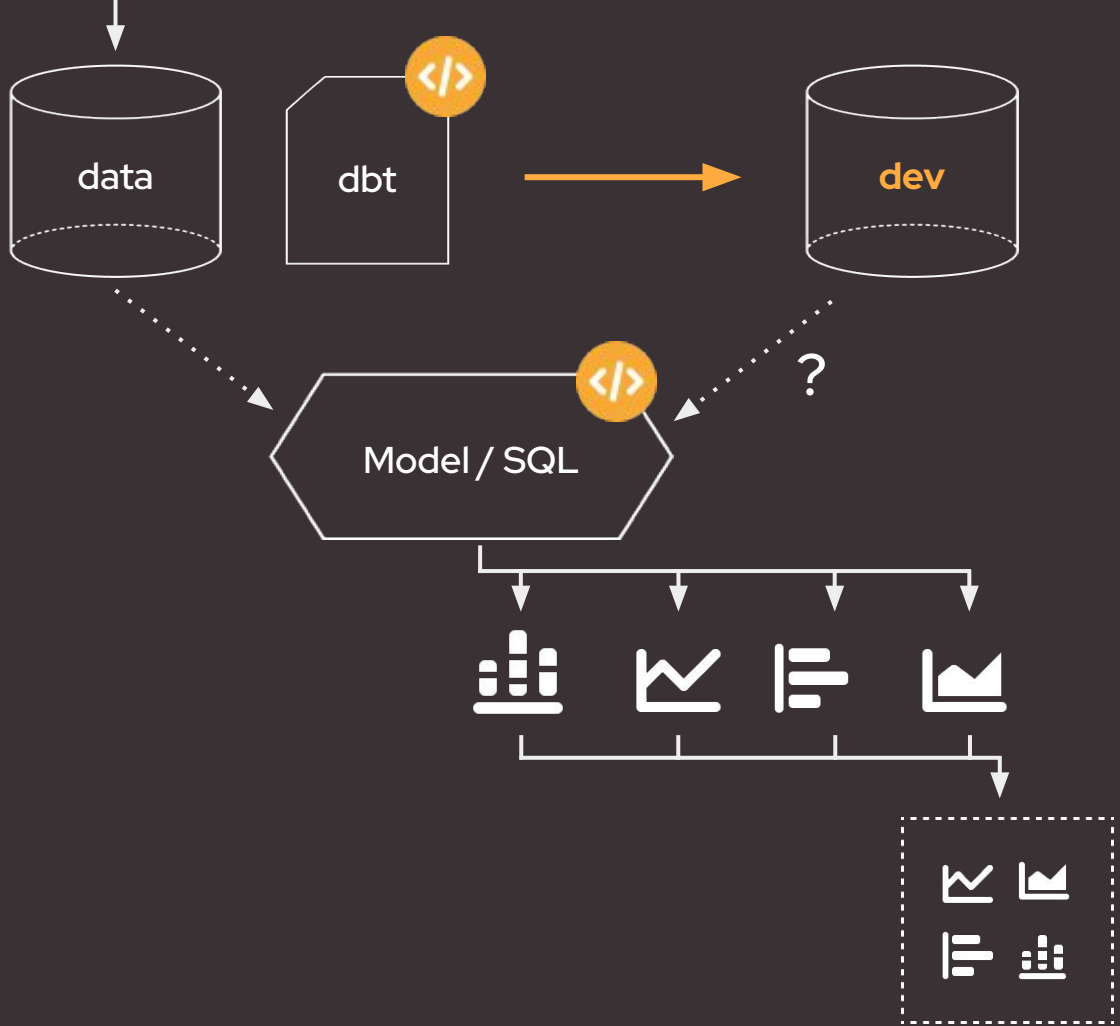 </>
data
dbt
dev
?
</>
Model / SQL